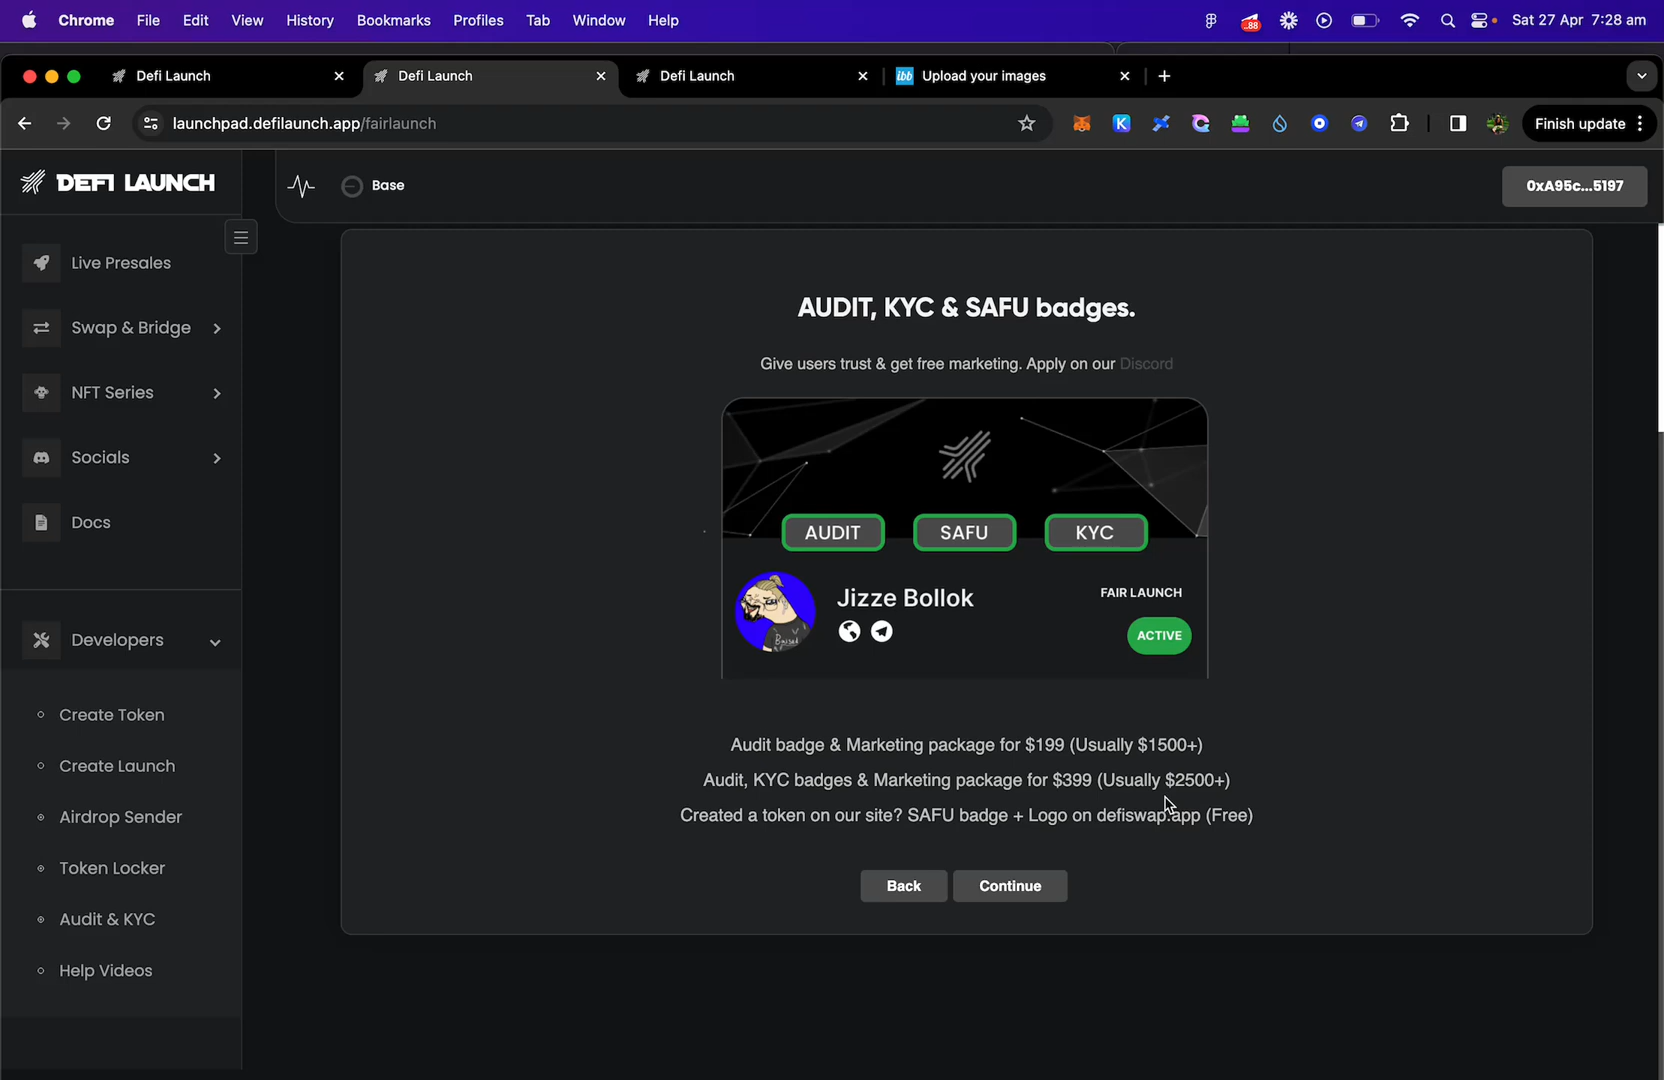 Chrome File Edit View History Bookmarks Profiles Tab Window Help
.88
Sat 27 Apr 7:28 am
Defi Launch
Defi Launch
Defi Launch
ibb Upload your images
launchpad.defilaunch.app/fairlaunch
K
Finish update
DEFI LAUNCH
Base
0xA95c...5197
Live Presales
Swap & Bridge
NFT Series
Socials
Docs
Developers
Create Token
Create Launch
Airdrop Sender
Token Locker
Audit & KYC
Help Videos
AUDIT, KYC & SAFU badges.
Give users trust & get free marketing. Apply on our Discord
AUDIT SAFU KYC
Jizze Bollok
FAIR LAUNCH
ACTIVE
Audit badge & Marketing package for $199 (Usually $1500+)
Audit, KYC badges & Marketing package for $399 (Usually $2500+)
Created a token on our site? SAFU badge + Logo on defiswap.app (Free)
Back Continue